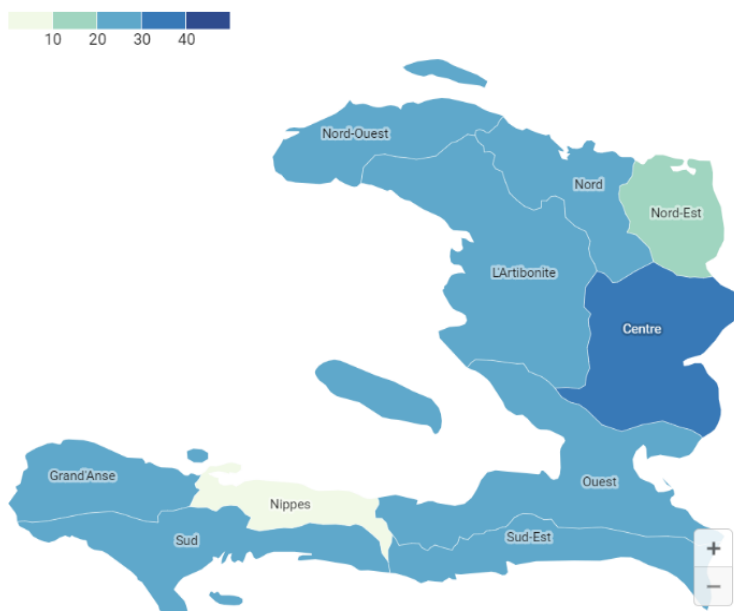 10 20 30 40
Nord-Ouest
Nord
Nord-Est
L'Artibonite
Centre
Grand'Anse
Ouest
Nippes
Sud-Est
Sud
+
−